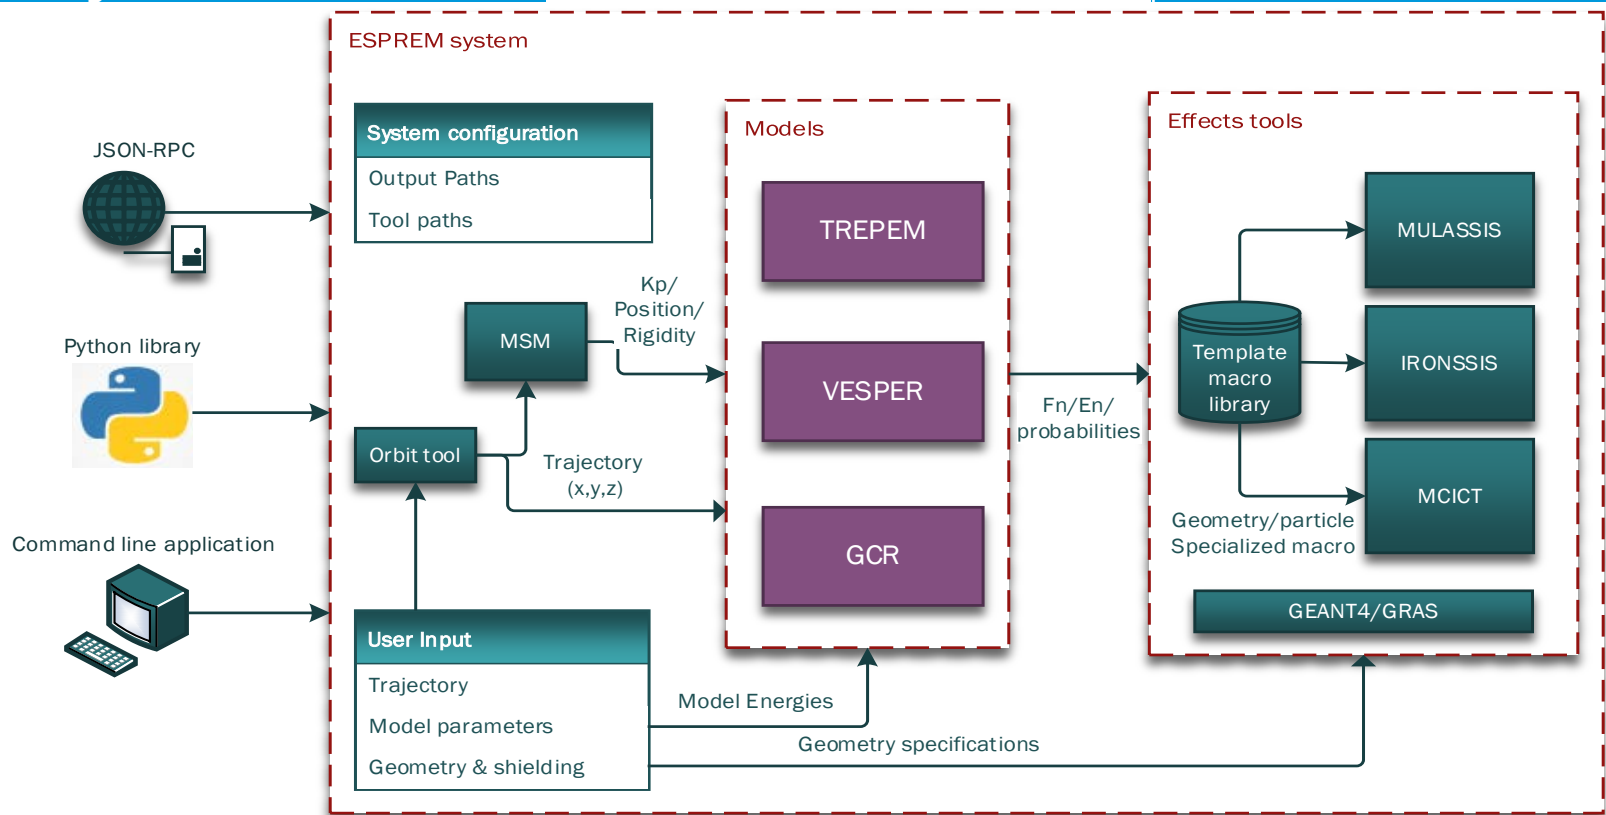 ESPREM system
JSON-RPC
Python library
Command line application
System configuration
Output Paths
Tool paths
MSM
Kp/
Position/
Rigidity
Orbit tool
Trajectory
(x,y,z)
User Input
Trajectory
Model parameters
Geometry & shielding
Model Energies
Geometry specifications
Models
TREPEM
VESPER
GCR
Fn/En/
probabilities
Effects tools
Template
macro
library
MULASSIS
IRONSSIS
MCICT
Geometry/particle
Specialized macro
GEANT4/GRAS